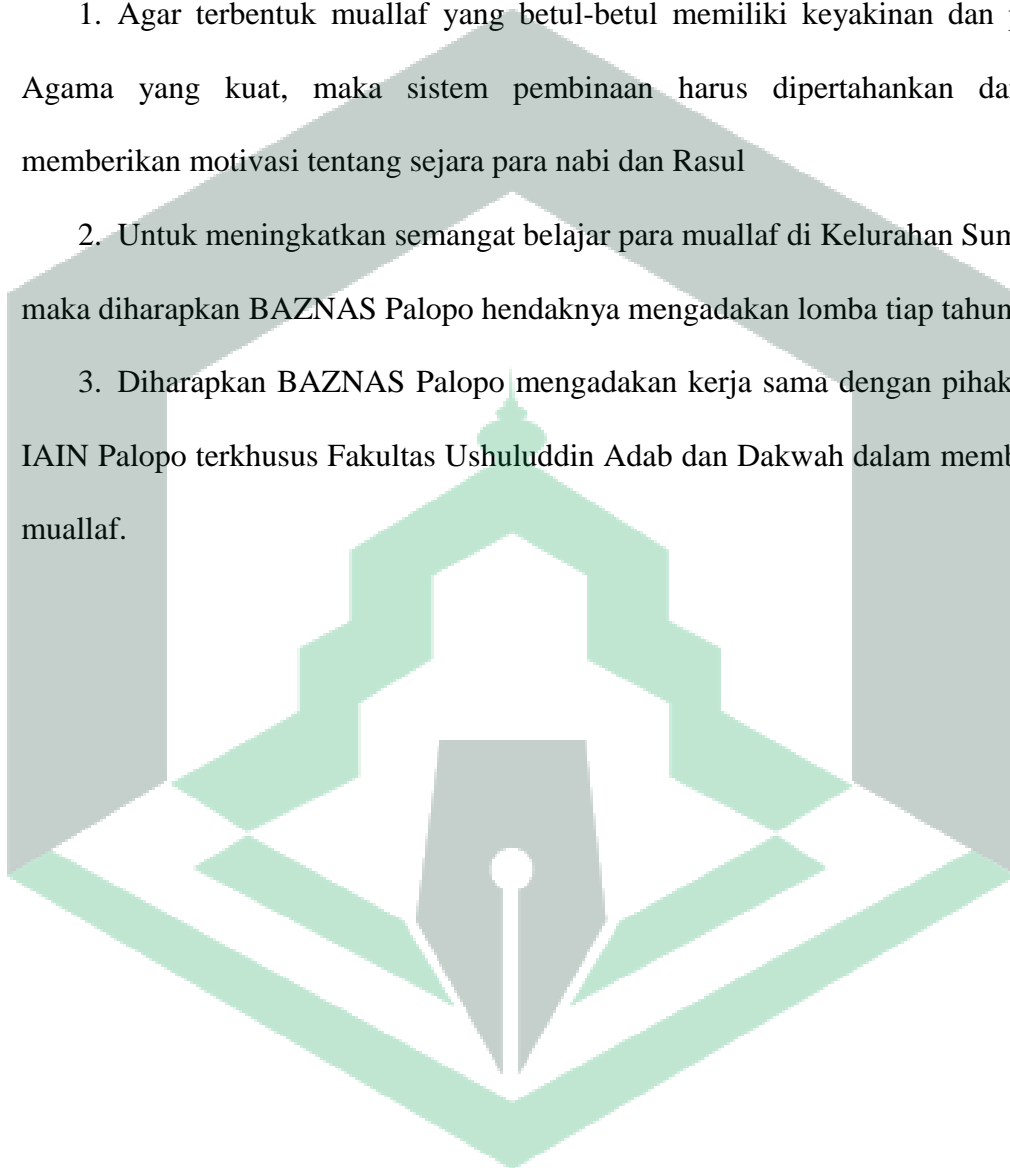 1. Agar terbentuk muallaf yang betul-betul memiliki keyakinan dan
Agama yang kuat, maka sistem pembinaan harus dipertahankan
memberikan motivasi tentang sejara para nabi dan Rasul
2. Untuk meningkatkan semangat belajar para muallaf di Kelurahan
maka diharapkan BAZNAS Palopo hendaknya mengadakan lomba tiap tahun
3. Diharapkan BAZNAS Palopo mengadakan kerja sama dengan pihak
IAIN Palopo terkhusus Fakultas Ushuluddin Adab dan Dakwah dalam
muallaf.